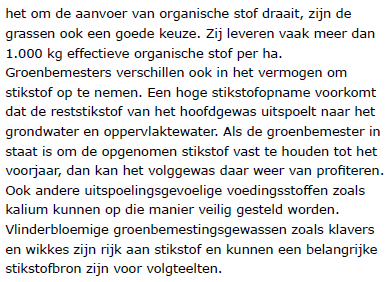 het om de aanvoer van organische stof draait, zijn de
grassen ook een goede keuze. Zij leveren vaak meer dan
1.000 kg effectieve organische stof per ha.
Groenbemesters verschillen ook in het vermogen om
stikstof op te nemen. Een hoge stikstofopname voorkomt
dat de reststikstof van het hoofdgewas uitspoelt naar het
grondwater en oppervlaktewater. Als de groenbemester in
staat is om de opgenomen stikstof vast te houden tot het
voorjaar, dan kan het volggewas daar weer van profiteren.
Ook andere uitspoelingsgevoelige voedingsstoffen zoals
kalium kunnen op die manier veilig gesteld worden.
Vlinderbloemige groenbemestingsgewassen zoals klavers
en wikkes zijn rijk aan stikstof en kunnen een belangrijke
stikstofbron zijn voor volgteelten.